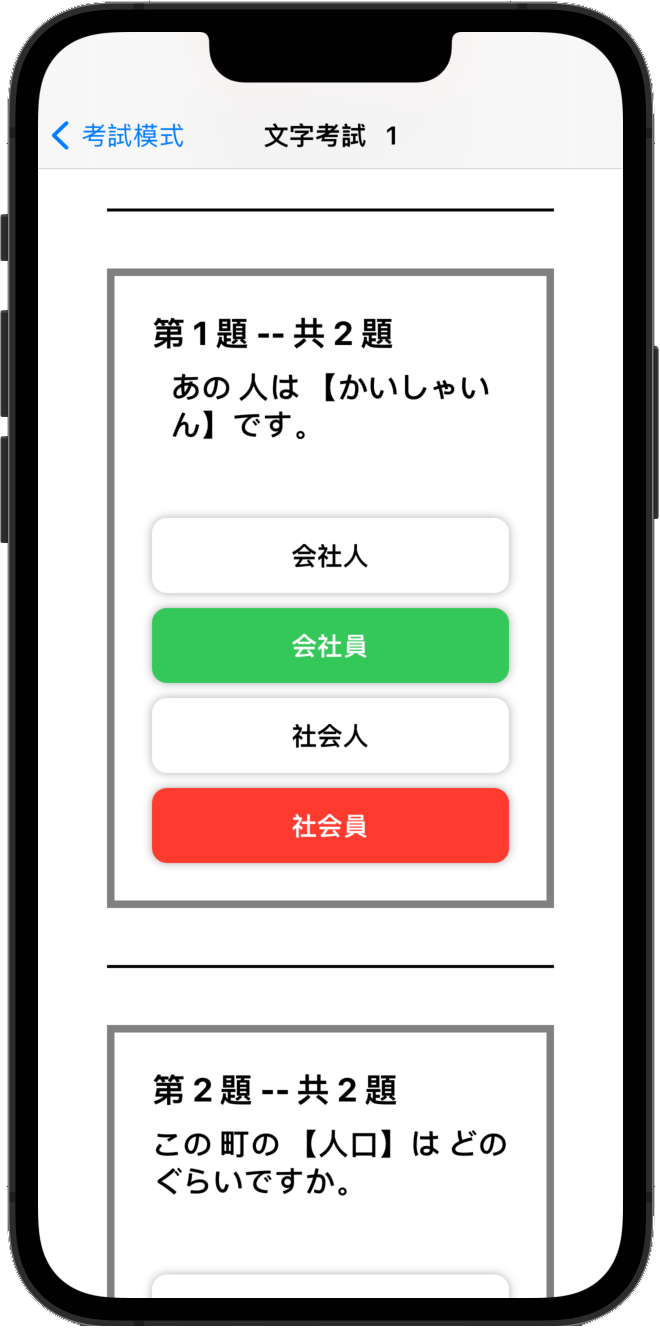 考試模式
文字考試 1
第 1 題 -- 共 2 題
あの 人は 【かいしゃい
ん】です。
会社人
会社員
社会人
社会員
第 2 題 -- 共 2 題
この 町の 【人口】は どの
ぐらいですか。